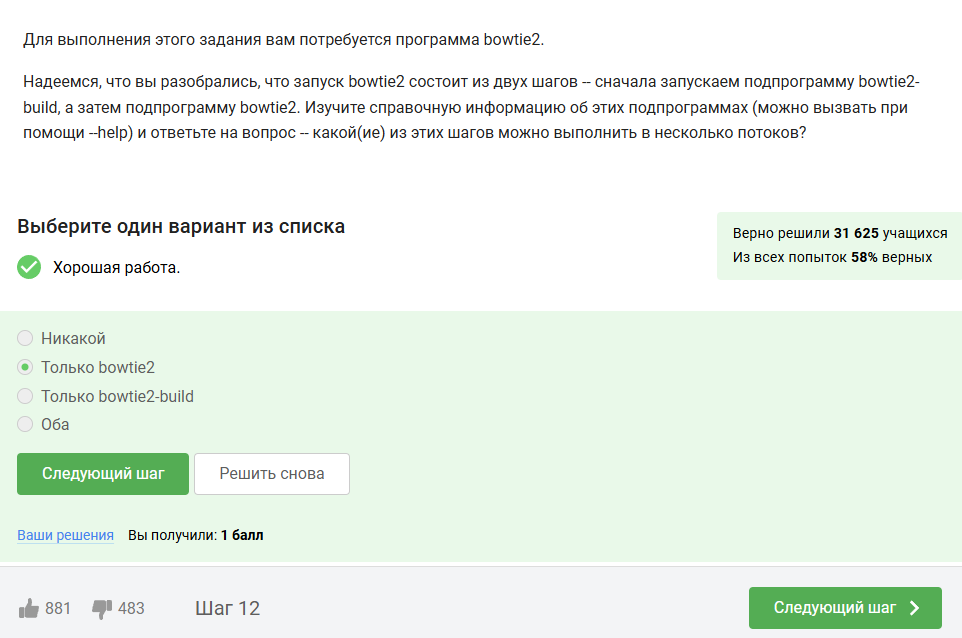 Для выполнения этого задания вам потребуется программа bowtie2.
Надеемся, что вы разобрались, что запуск bowtie2 состоит из двух шагов -- сначала запускаем подпрограмму bowtie2-
build, а затем подпрограмму bowtie2. Изучите справочную информацию об этих подпрограммах (можно вызвать при
помощи --help) и ответьте на вопрос -- какой(ие) из этих шагов можно выполнить в несколько потоков?
Выберите один вариант из списка
Верно решили 31 625 учащихся
Из всех попыток 58% верных
Хорошая работа.
Никакой
Только bowtie2
Только bowtie2-build
Оба
Следующий шаг
Решить снова
Ваши решения Вы получили: 1 балл
881 483 Шаг 12 Следующий шаг